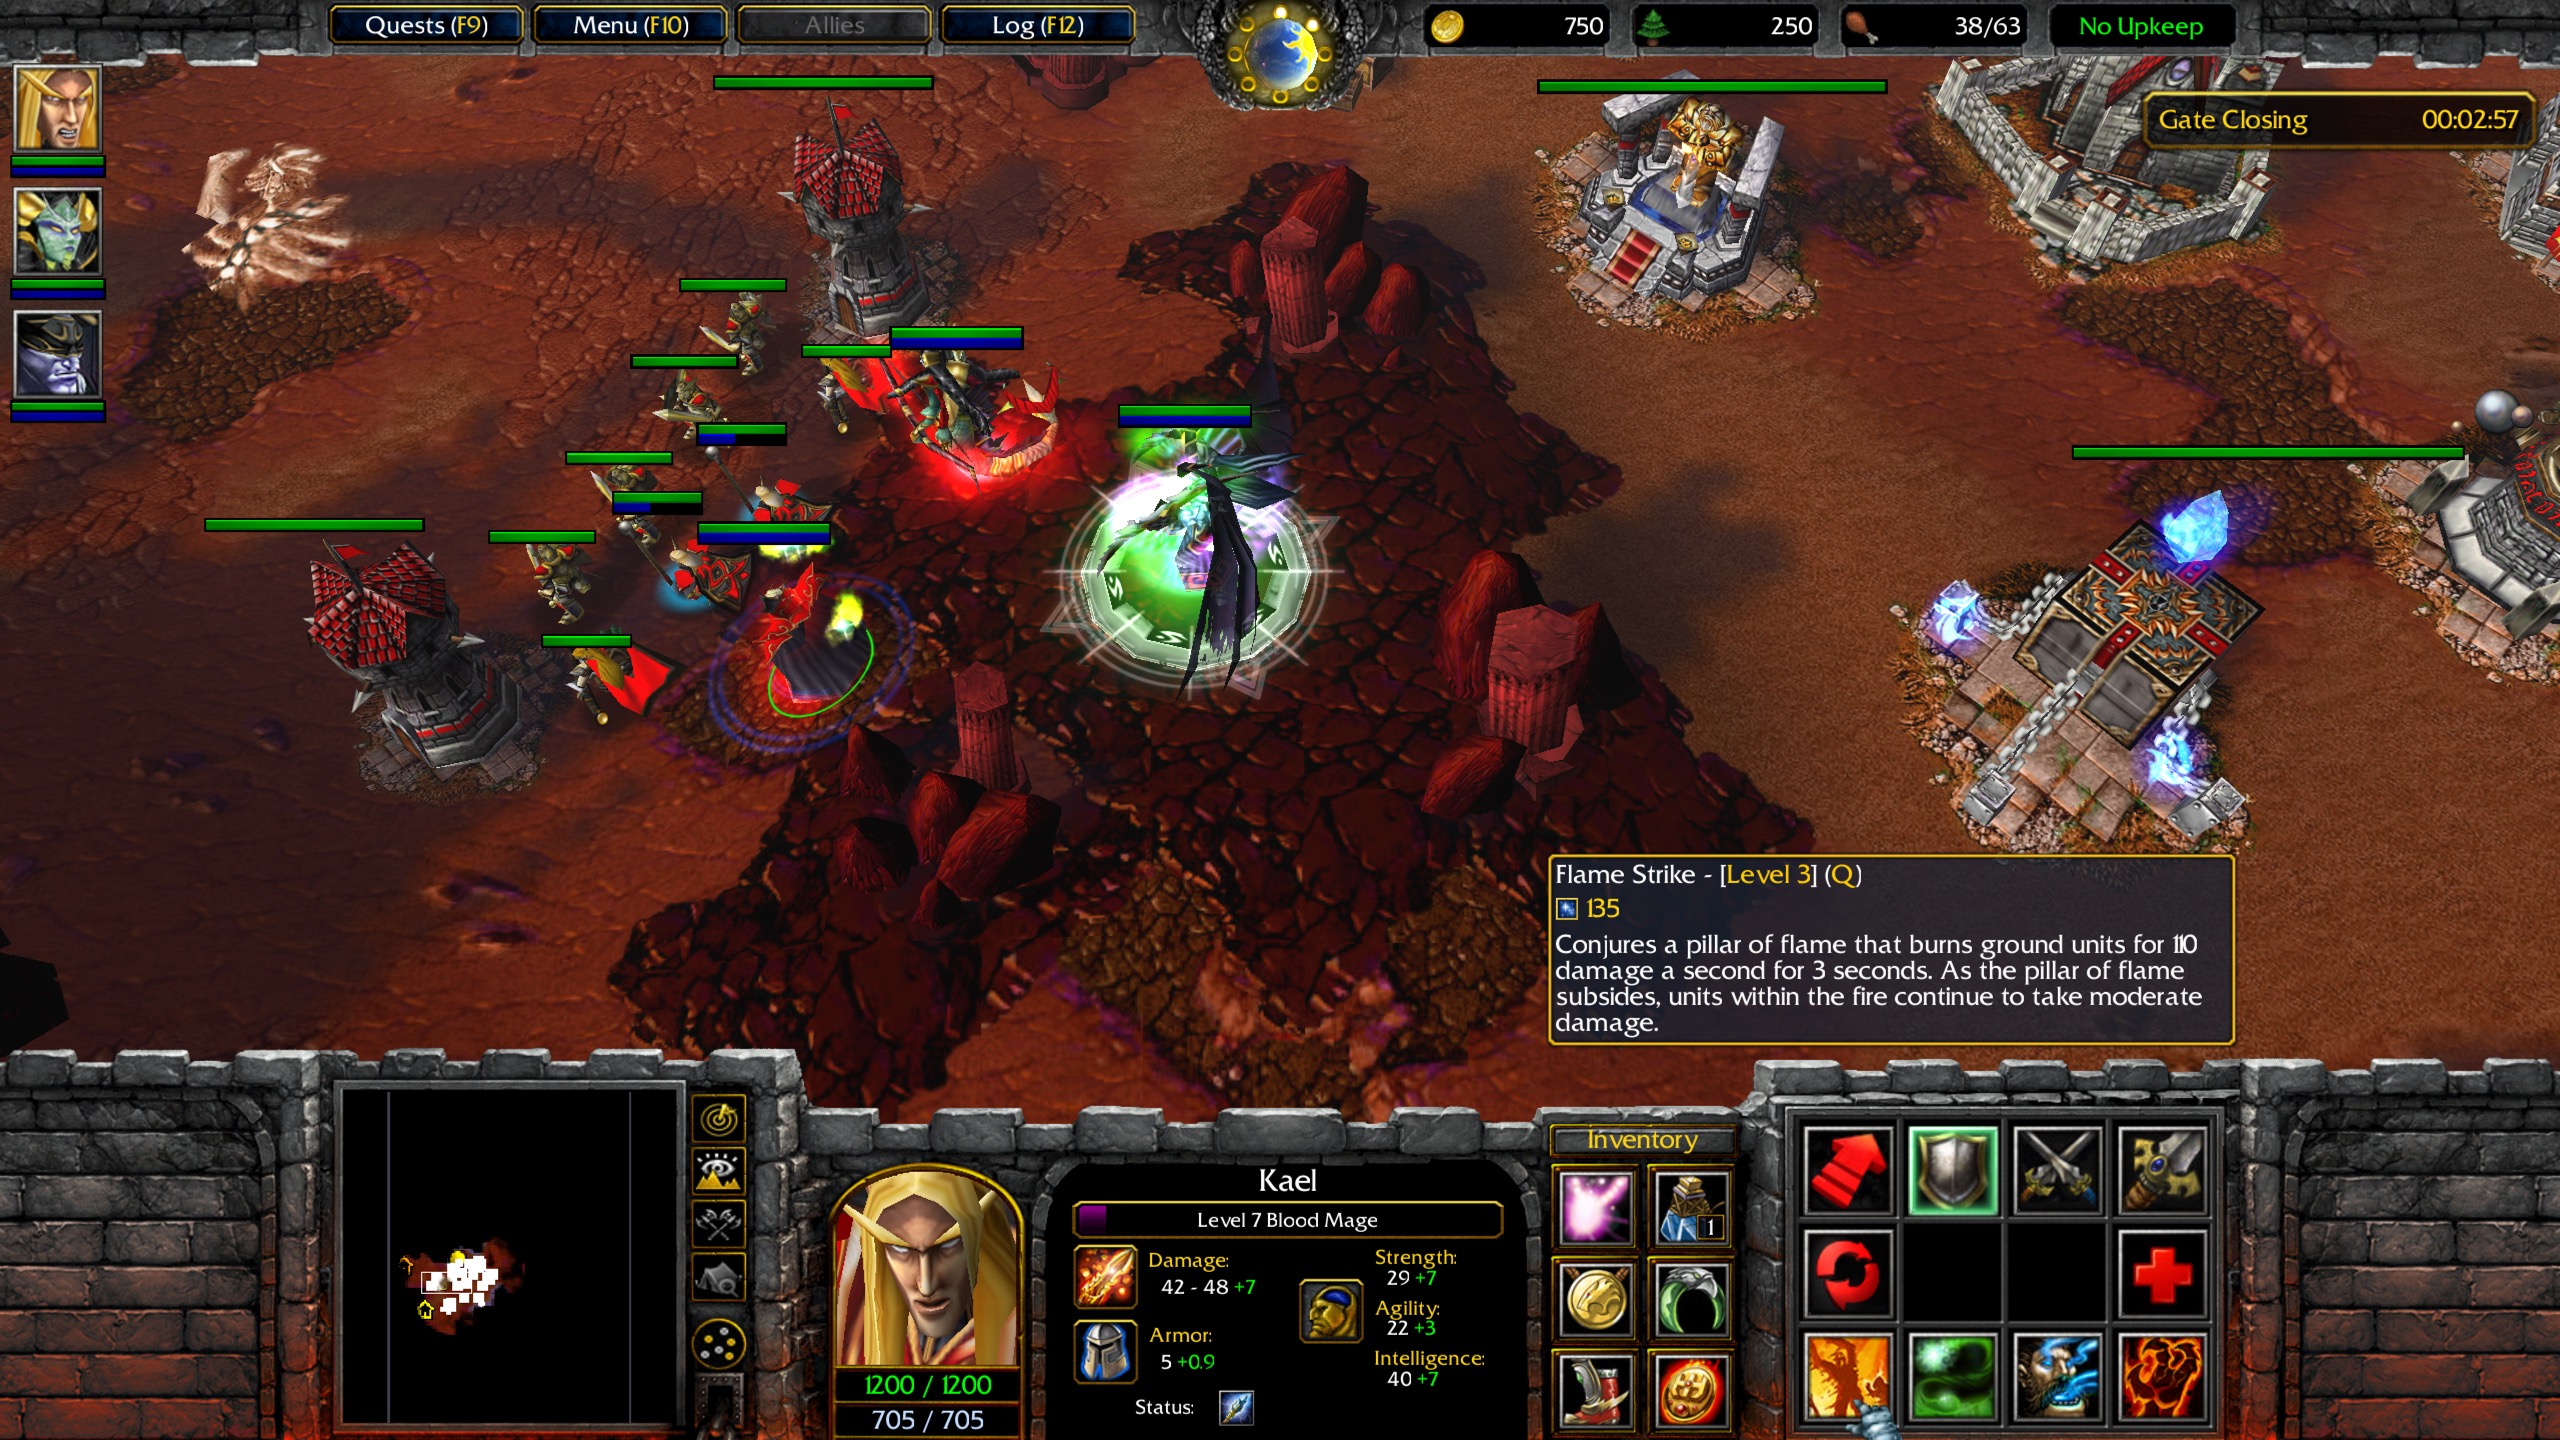 Quests (F9)
Menu (F10)
Allies
Log (F12)
750
250
38/63
No Upkeep
Gate Closing 00:02:57
Flame Strike - [Level 3] (Q)
135
Conjures a pillar of flame that burns ground units for 110
damage a second for 3 seconds. As the pillar of flame
subsides, units within the fire continue to take moderate
damage.
Kael
Level 7 Blood Mage
Damage:
42 - 48 +7
Armor:
5 +0.9
Status:
Strength:
29 +7
Agility:
22 +3
Intelligence:
40 +7
1200 / 1200
705 / 705
Inventory
1